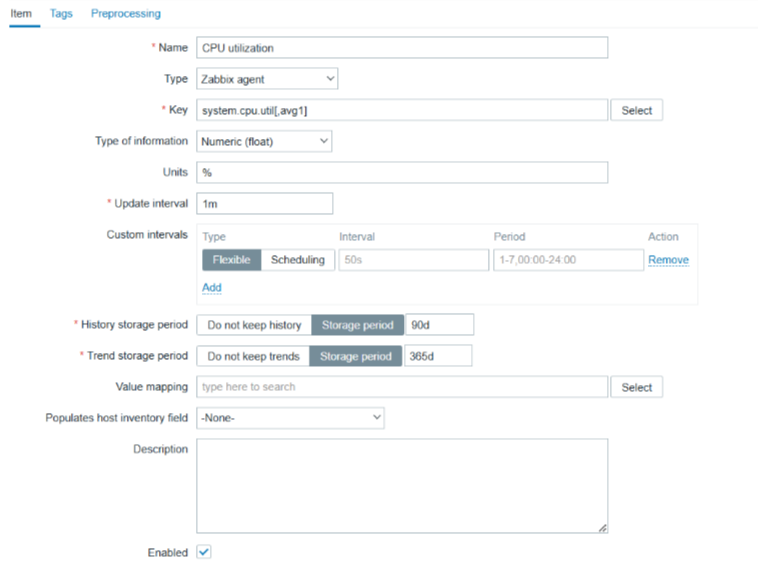 Item Tags Preprocessing
* Name CPU utilization
Type Zabbix agent
* Key system.cpu.util[,avg1] Select
Type of information Numeric (float)
Units %
* Update interval 1m
Custom intervals Type Interval Period Action
Flexible Scheduling 50s 1-7,00:00-24:00 Remove
Add
* History storage period Do not keep history Storage period 90d
* Trend storage period Do not keep trends Storage period 365d
Value mapping type here to search Select
Populates host inventory field -None-
Description
Enabled